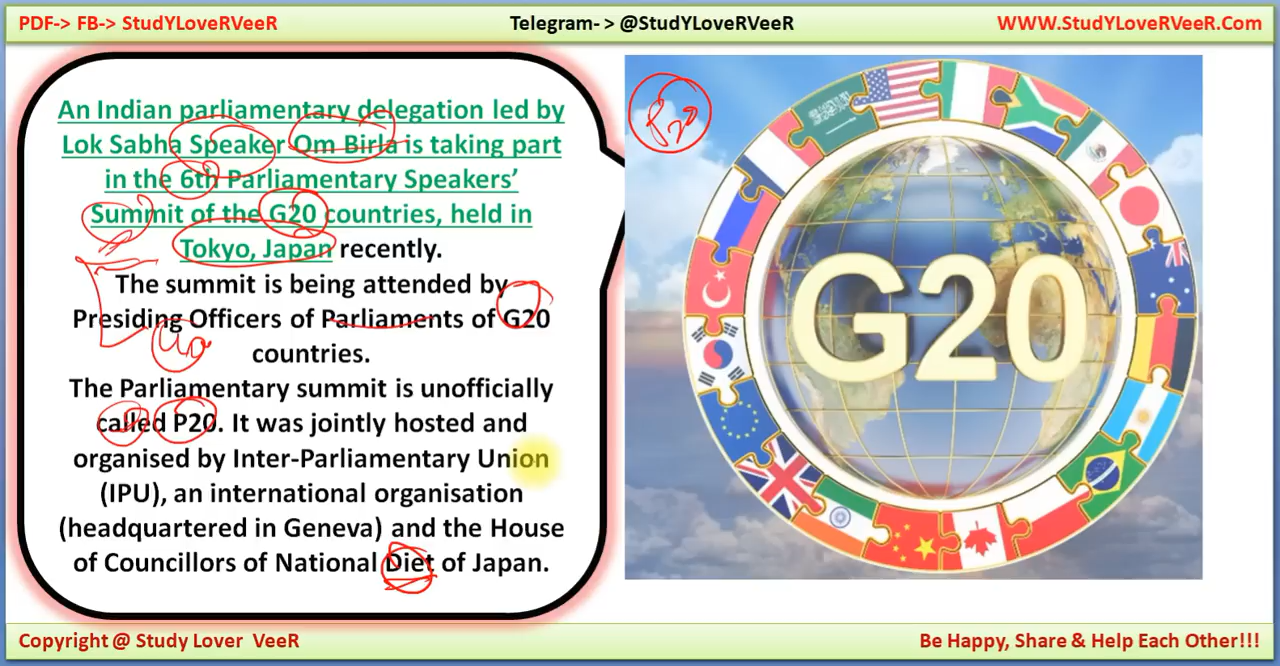 PDF-> FB-> StudYLoveRVeeR
Telegram- > @StudYLoveRVeeR
WWW.StudYLoveRVeeR.Com
An Indian parliamentary delegation led by
Lok Sabha Speaker Om Birla is taking part
in the 6th Parliamentary Speakers’
Summit of the G20 countries, held in
Tokyo, Japan recently.
The summit is being attended by
Presiding Officers of Parliaments of G20
countries.
The Parliamentary summit is unofficially
called P20. It was jointly hosted and
organised by Inter-Parliamentary Union
(IPU), an international organisation
(headquartered in Geneva) and the House
of Councillors of National Diet of Japan.
P20
G20
Copyright @ Study Lover VeeR
Be Happy, Share & Help Each Other!!!